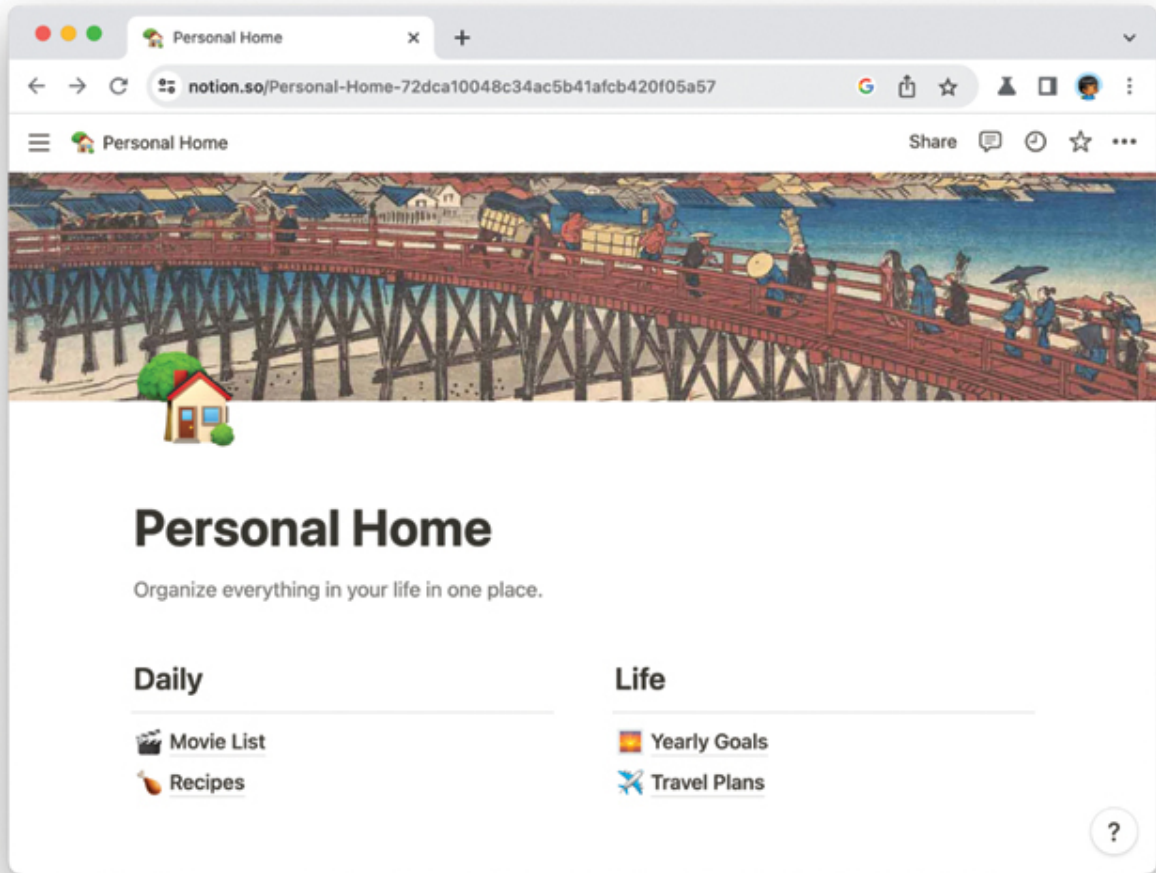 Personal Home
notion.so/Personal-Home-72dca10048c34ac5b41afcb420f05a57
Personal Home
Share
Personal Home
Organize everything in your life in one place.
Daily
Life
Movie List
Yearly Goals
Recipes
Travel Plans
?